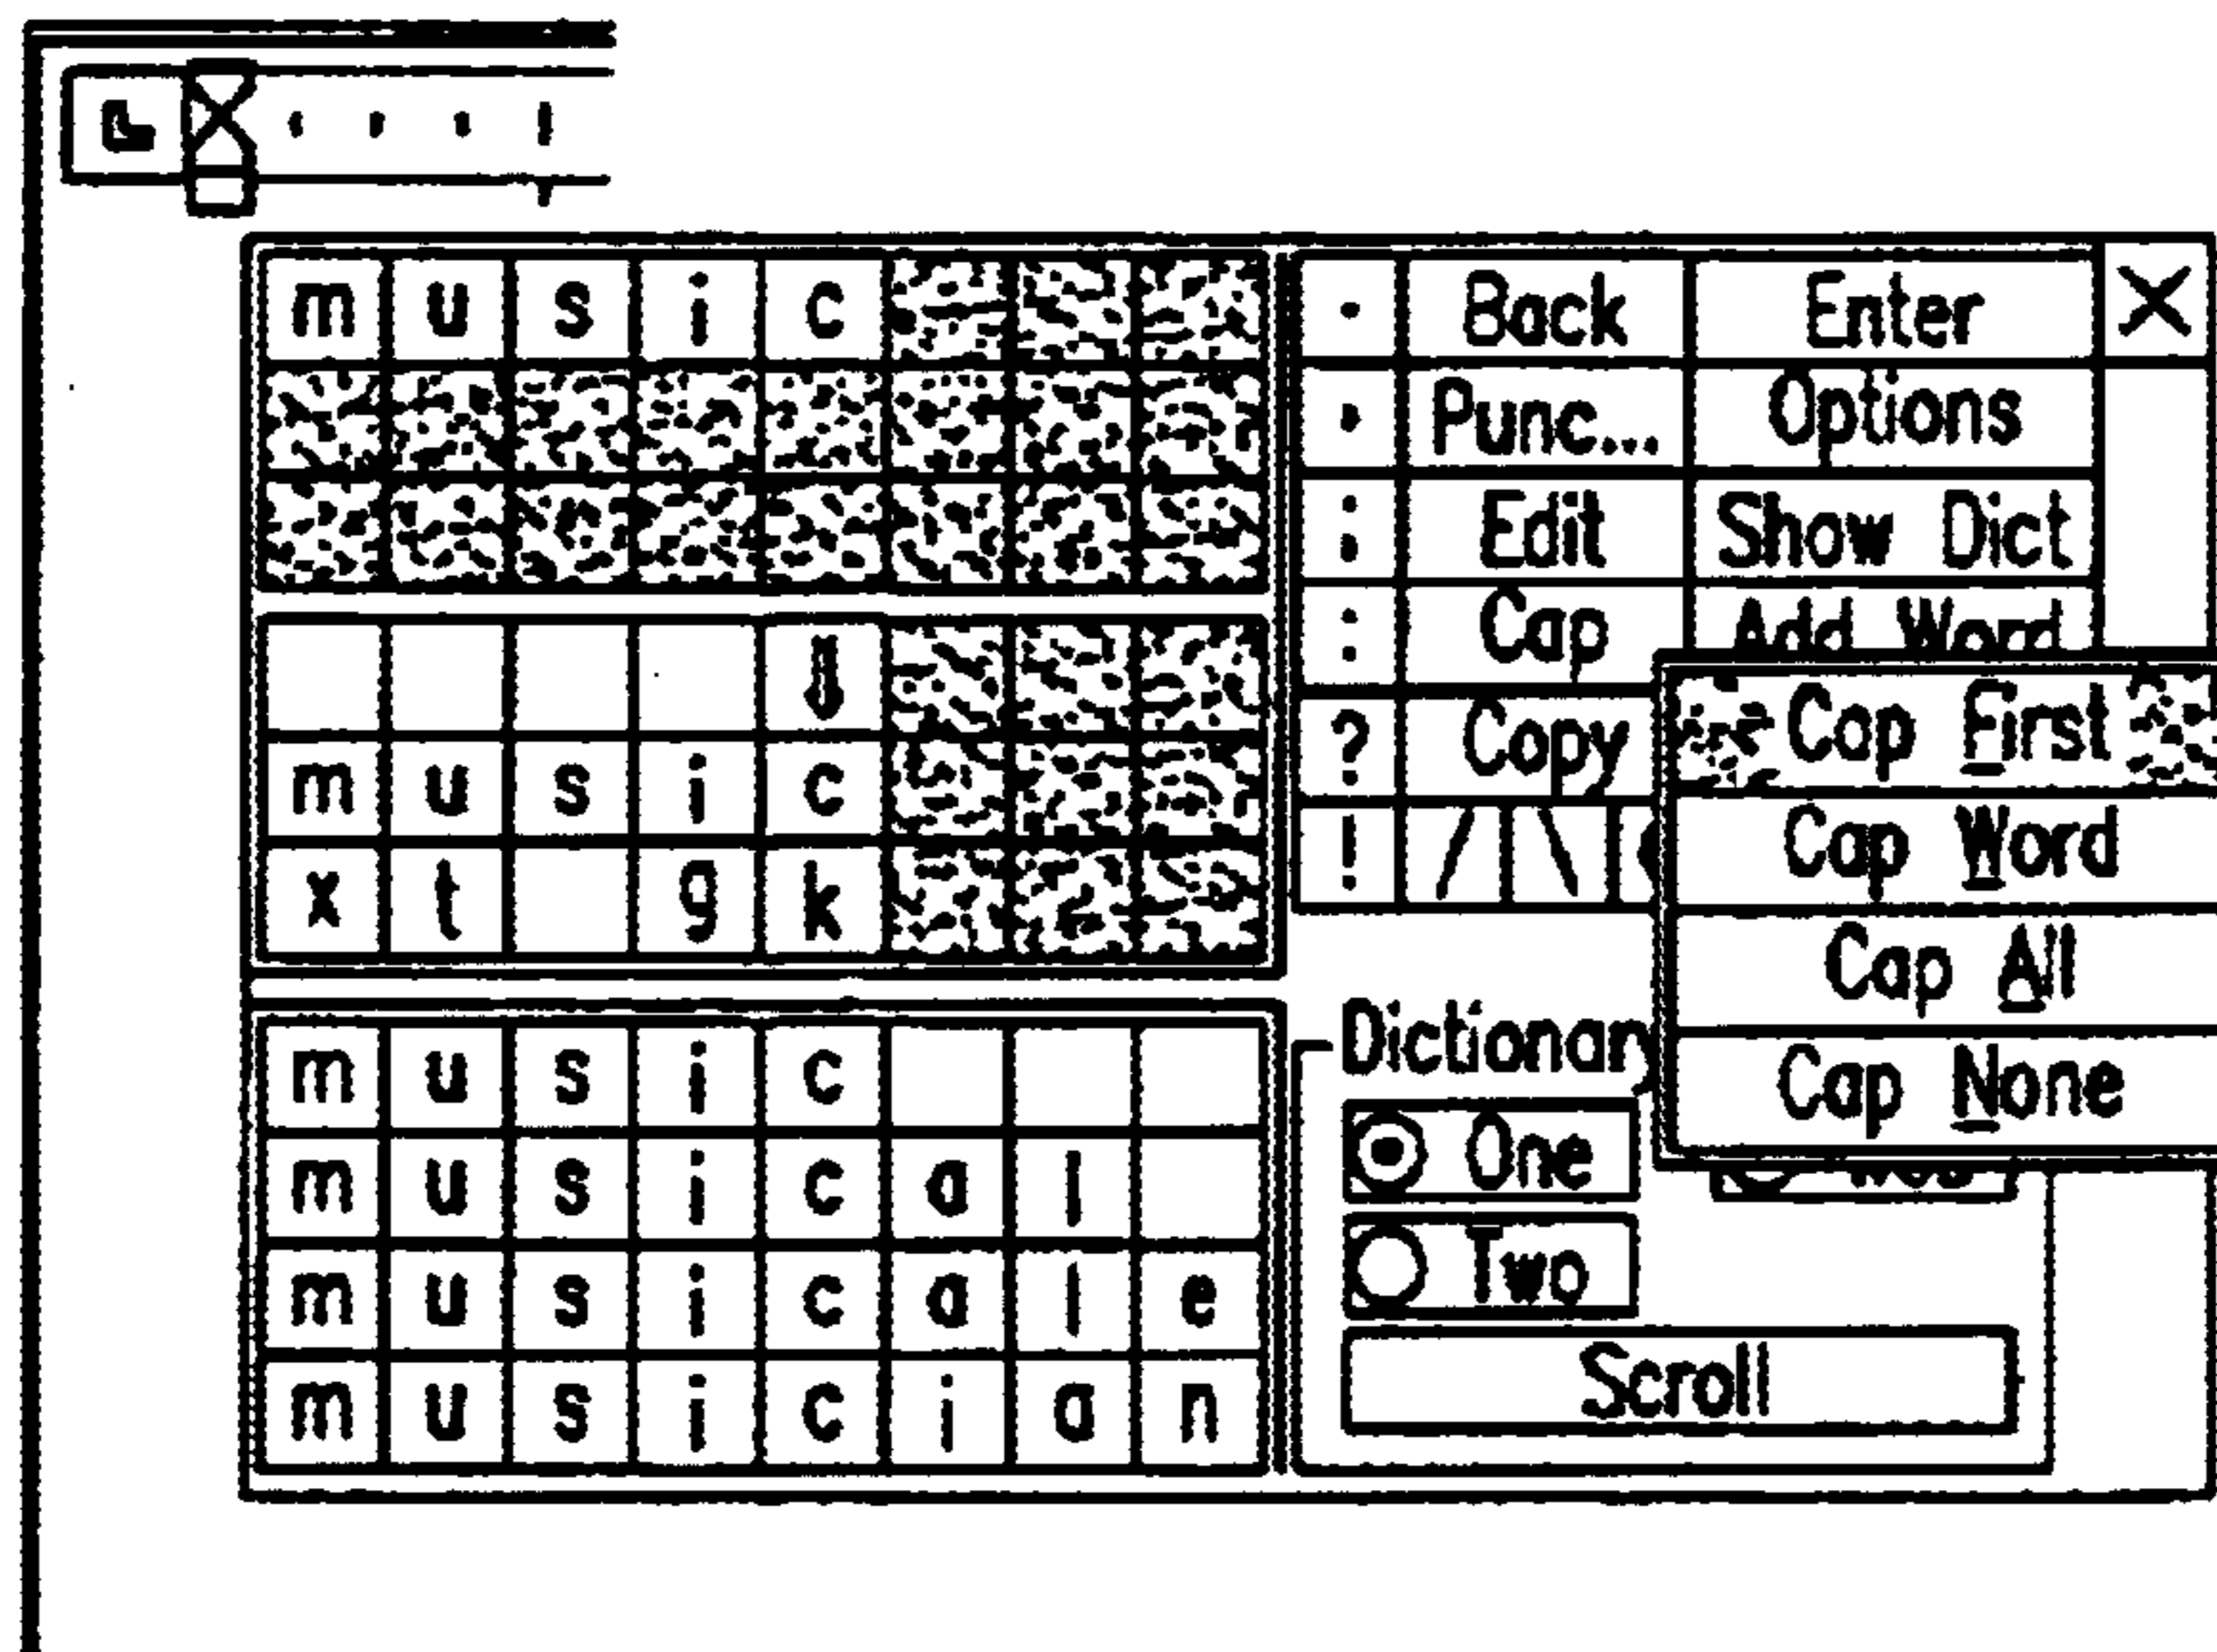 m u s i c
↓
m u s i c
x t g k
m u s i c
m u s i c a l
m u s i c a l e
m u s i c i a n
. Back Enter X
, Punc... Options
; Edit Show Dict
: Cap Add Word
? Copy
! / \ (
Cap First
Cap Word
Cap All
Cap None
Dictionary
One
Two
Scroll